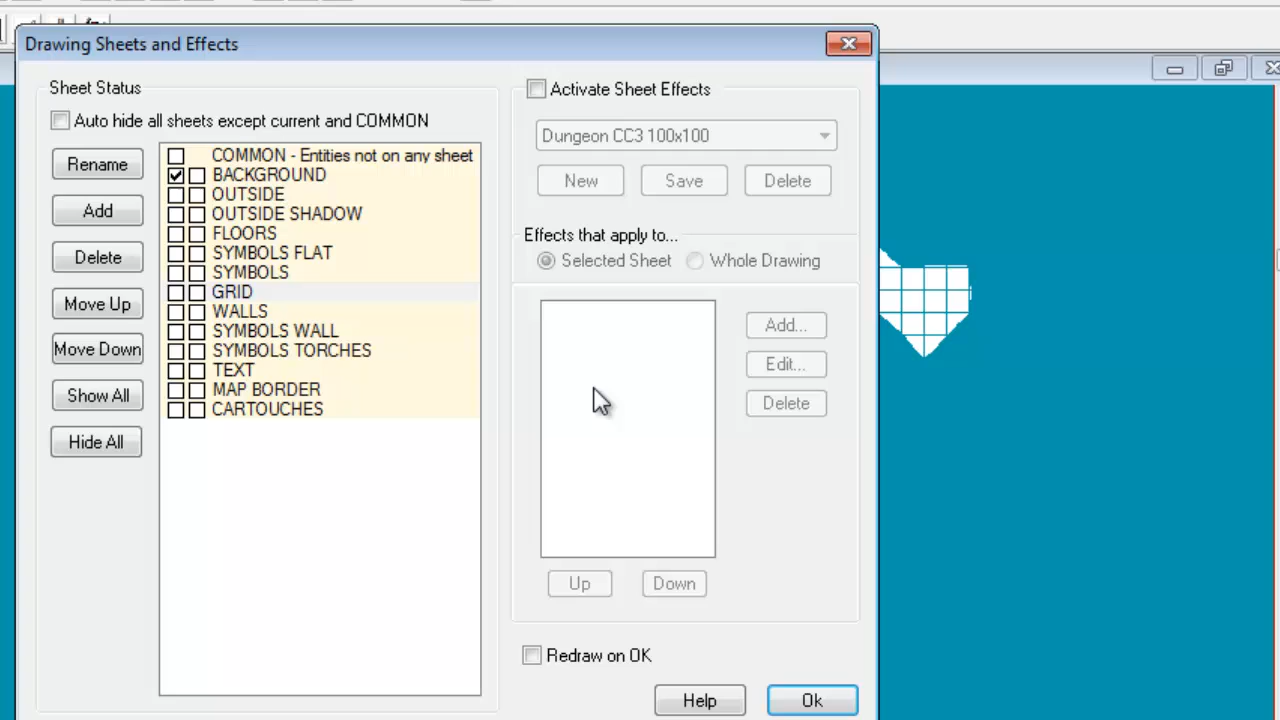 Drawing Sheets and Effects
Sheet Status
Auto hide all sheets except current and COMMON
Rename
Add
Delete
Move Up
Move Down
Show All
Hide All
COMMON - Entities not on any sheet
BACKGROUND
OUTSIDE
OUTSIDE SHADOW
FLOORS
SYMBOLS FLAT
SYMBOLS
GRID
WALLS
SYMBOLS WALL
SYMBOLS TORCHES
TEXT
MAP BORDER
CARTOUCHES
Activate Sheet Effects
Dungeon CC3 100x100
New Save Delete
Effects that apply to...
Selected Sheet Whole Drawing
Add...
Edit...
Delete
Up Down
Redraw on OK
Help Ok